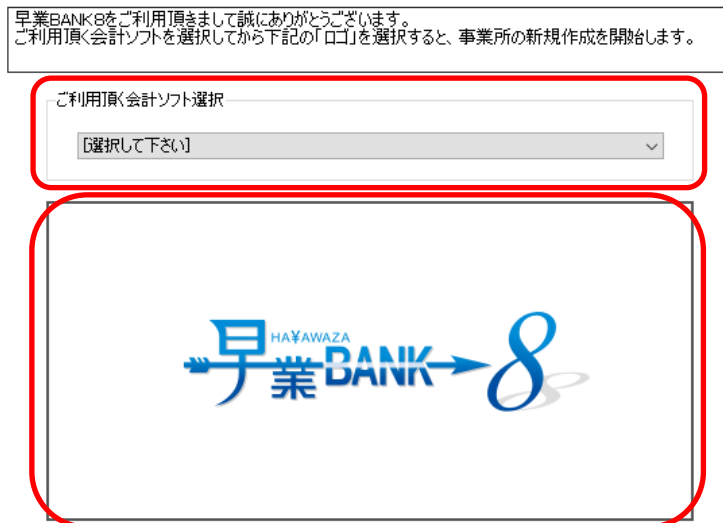 早業BANK8をご利用頂きまして誠にありがとうございます。
ご利用頂く会計ソフトを選択してから下記の「ロゴ」を選択すると、事業所の新規作成を開始します。
ご利用頂く会計ソフト選択
[選択して下さい]
HA¥AWAZA
早業BANK8